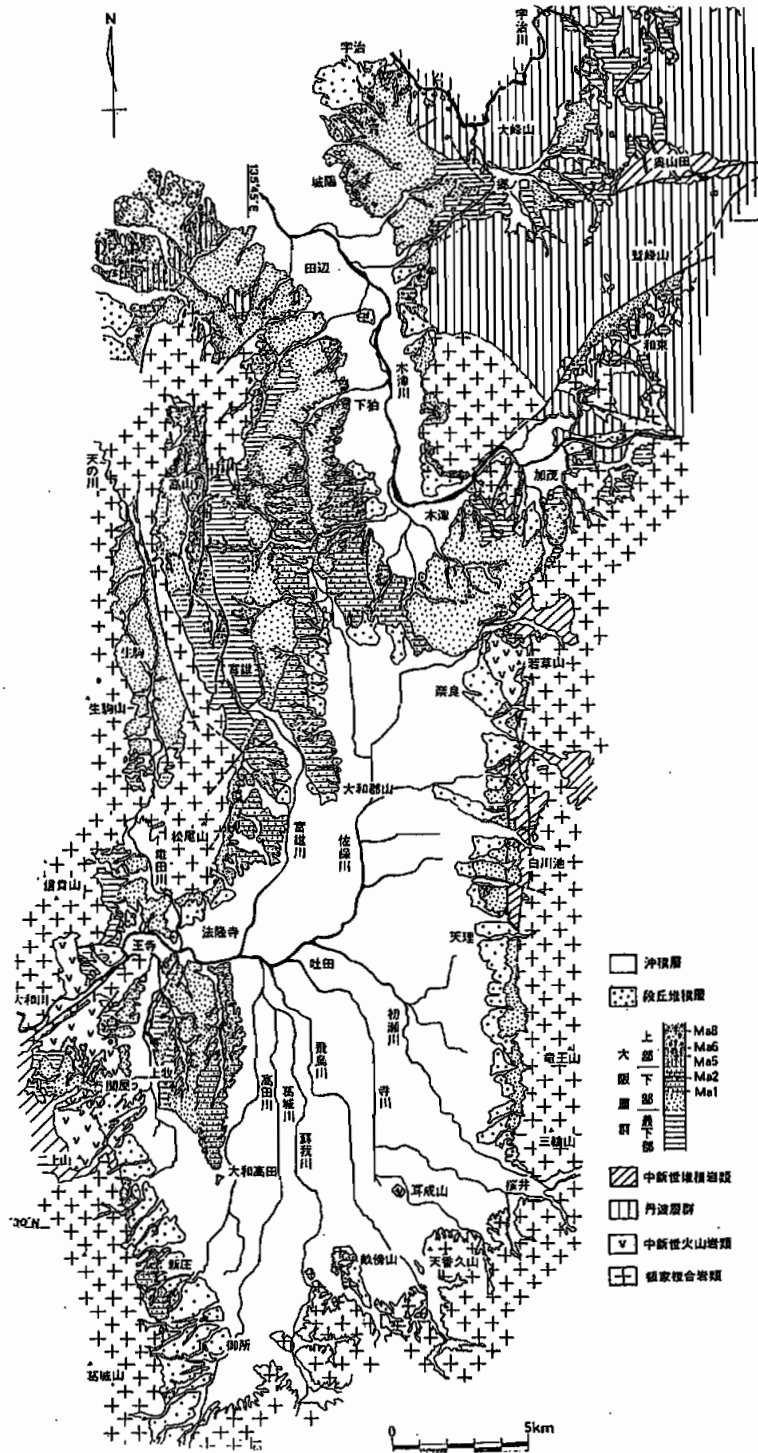 N
宇治
宇治川
大峰山
城陽
奥山田
郷ノ口
135°45'E
鷲峰山
田辺
和束
木津川
下狛
天の川
高山
加茂
木津
若草山
生駒
富雄
奈良
生駒山
大和郡山
松尾山
富雄川
佐保川
竜田川
白川池
信貴山
法隆寺
天理
王寺
吐田
大和川
初瀬川
飛鳥川
竜王山
関屋
上牧
高田川
葛城川
曽我川
寺川
三輪山
二上山
大和高田
耳成山
桜井
畝傍山
天香久山
新庄
御所
葛城山
沖積層
段丘堆積層
大阪層群
上部
下部
最下部
Ma8
Ma6
Ma5
Ma2
Ma1
中新世堆積岩類
丹波層群
中新世火山岩類
領家複合岩類
0
5km